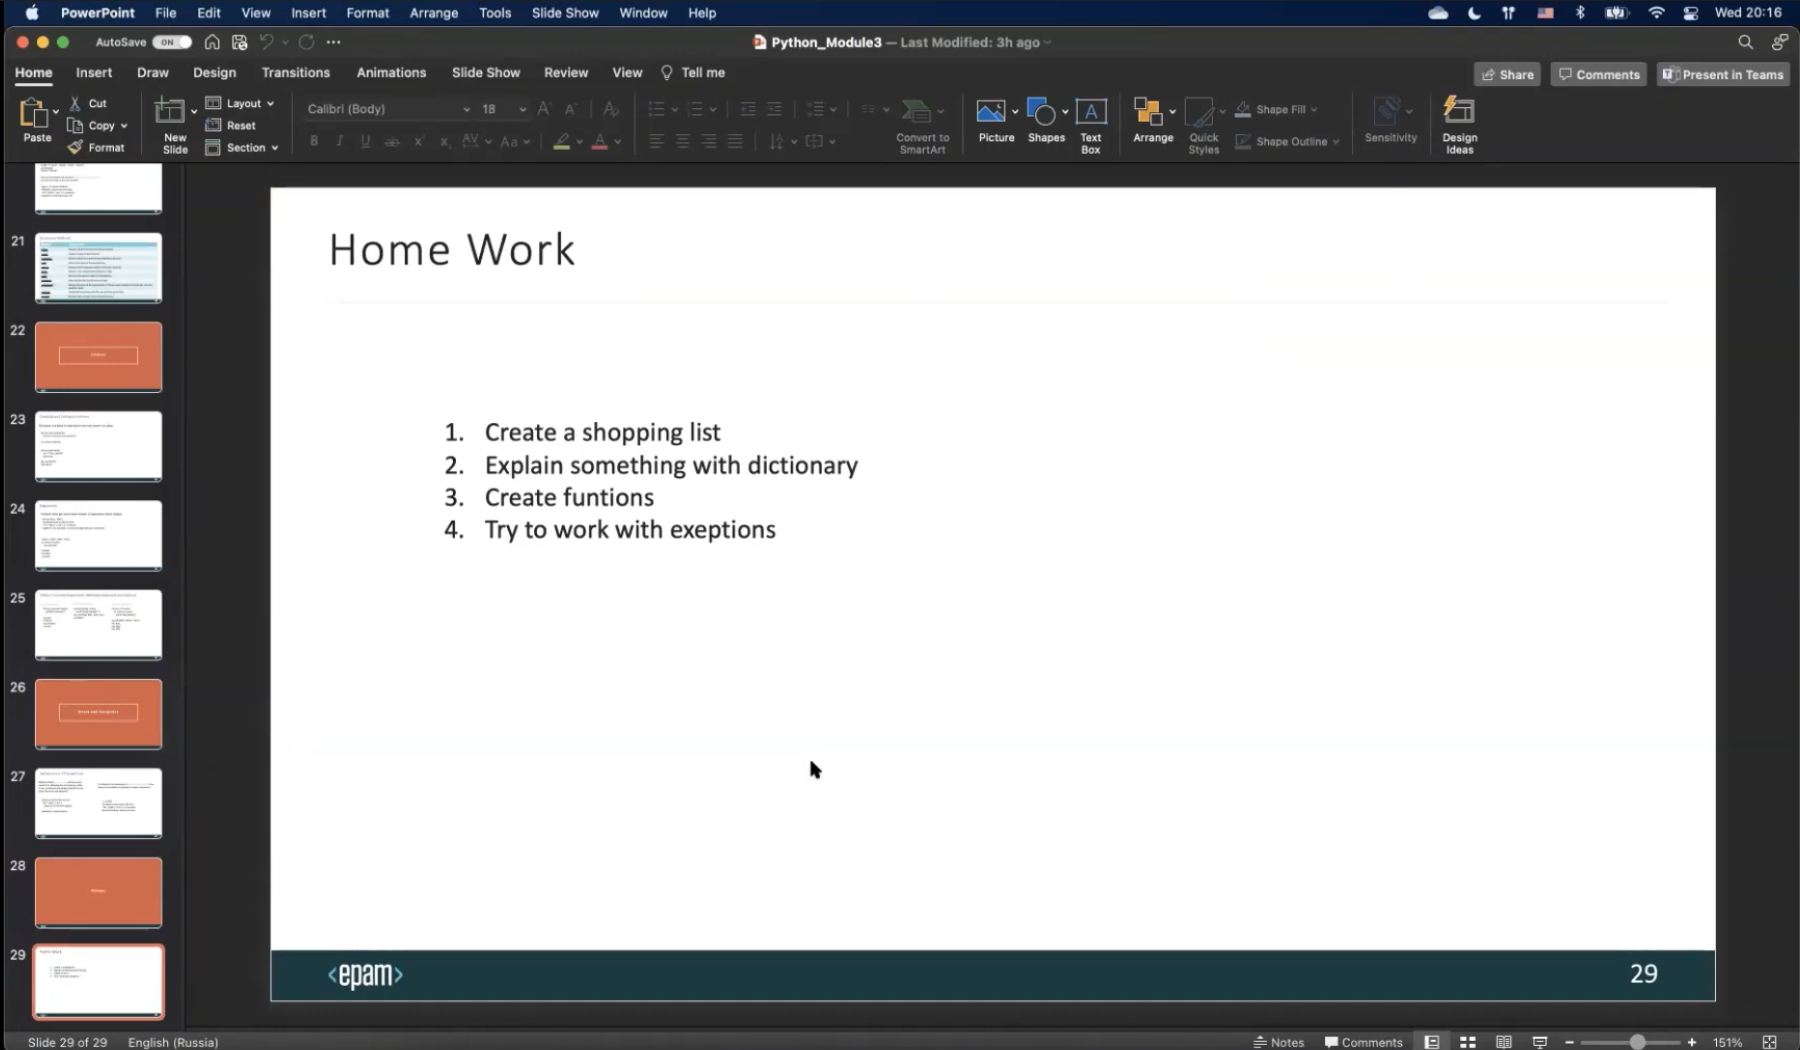 PowerPoint File Edit View Insert Format Arrange Tools Slide Show Window Help Wed 20:16
AutoSave ON Python_Module3 — Last Modified: 3h ago
Home Insert Draw Design Transitions Animations Slide Show Review View Tell me Share Comments Present in Teams
Paste Cut Copy Format
New Slide Layout Reset Section
Calibri (Body) 18
Convert to SmartArt
Picture Shapes Text Box
Arrange Quick Styles Shape Fill Shape Outline
Sensitivity Design Ideas
21
22
23
24
25
26
27
28
29
Home Work
1. Create a shopping list
2. Explain something with dictionary
3. Create funtions
4. Try to work with exeptions
<epam> 29
Slide 29 of 29 English (Russia) Notes Comments 151%